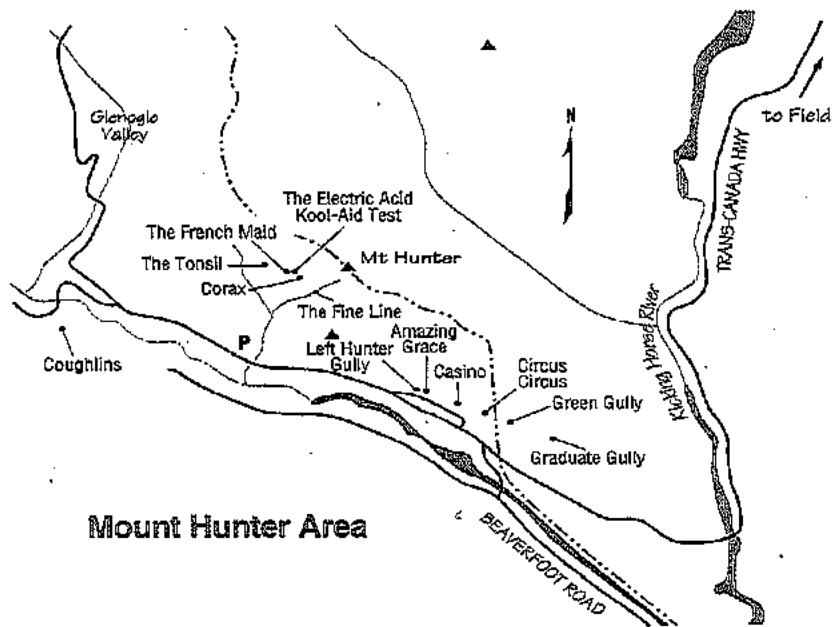 Glenogle
Valley
N
to Field
TRANS-CANADA HWY
The Electric Acid
Kool-Aid Test
The French Maid
The Tonsil
Corax
Mt Hunter
The Fine Line
Kicking Horse River
P
Coughlins
Left Hunter
Gully
Amazing
Grace
Casino
Circus
Circus
Green Gully
Graduate Gully
Mount Hunter Area
BEAVERFOOT ROAD